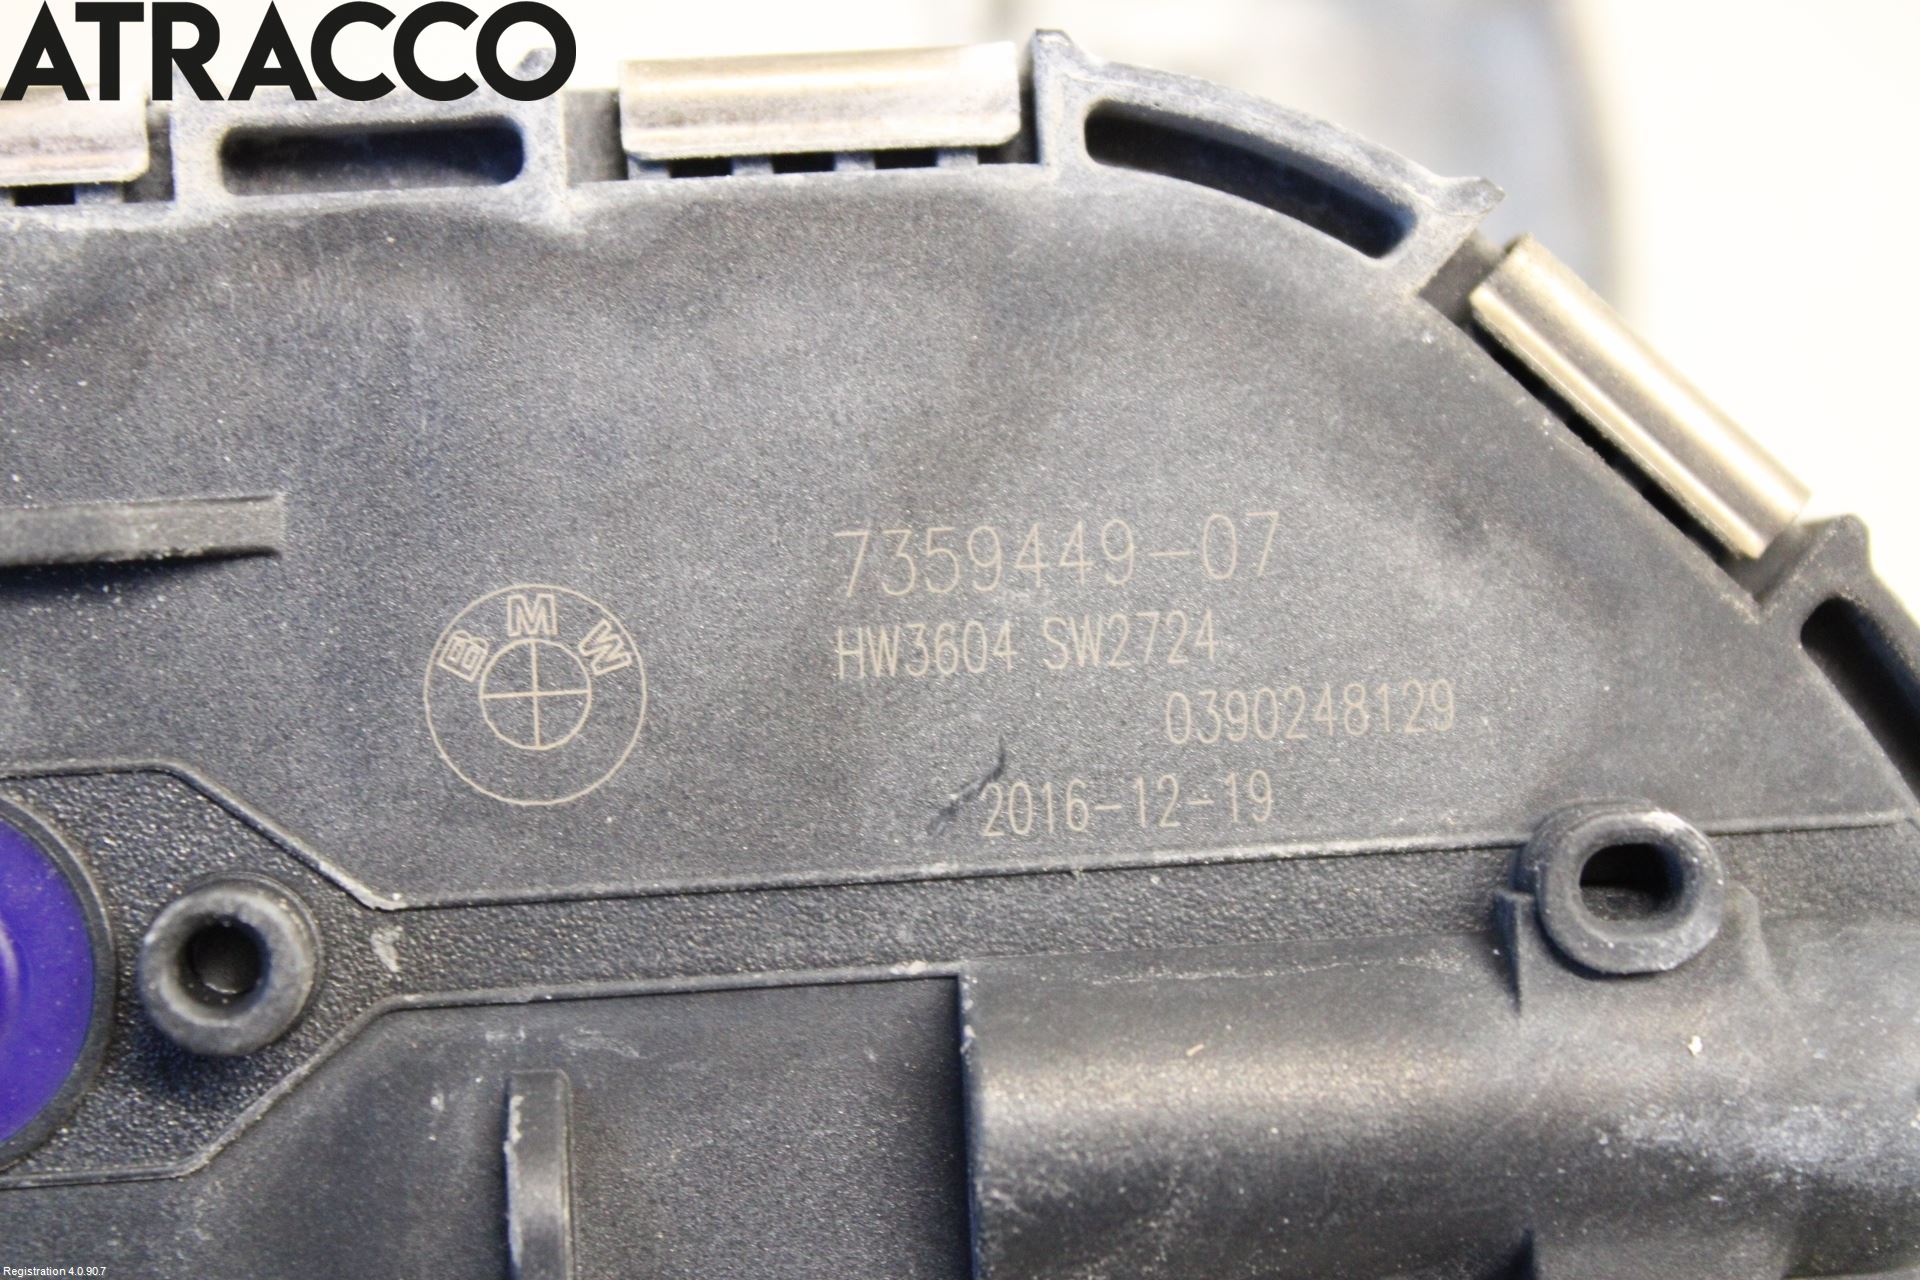 ATRACCO
7359449-07
HW3604 SW2724
BMW
0390248129
2016-12-19
Registration 4.0.90.7